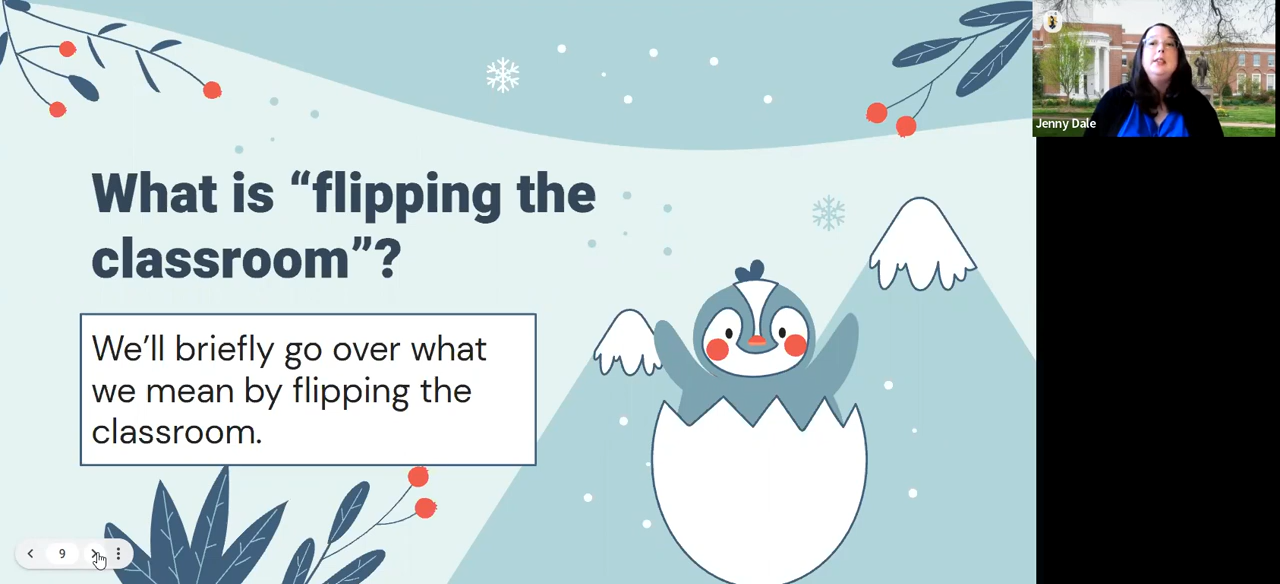 What is “flipping the
classroom”?
We’ll briefly go over what
we mean by flipping the
classroom.
9
Jenny Dale